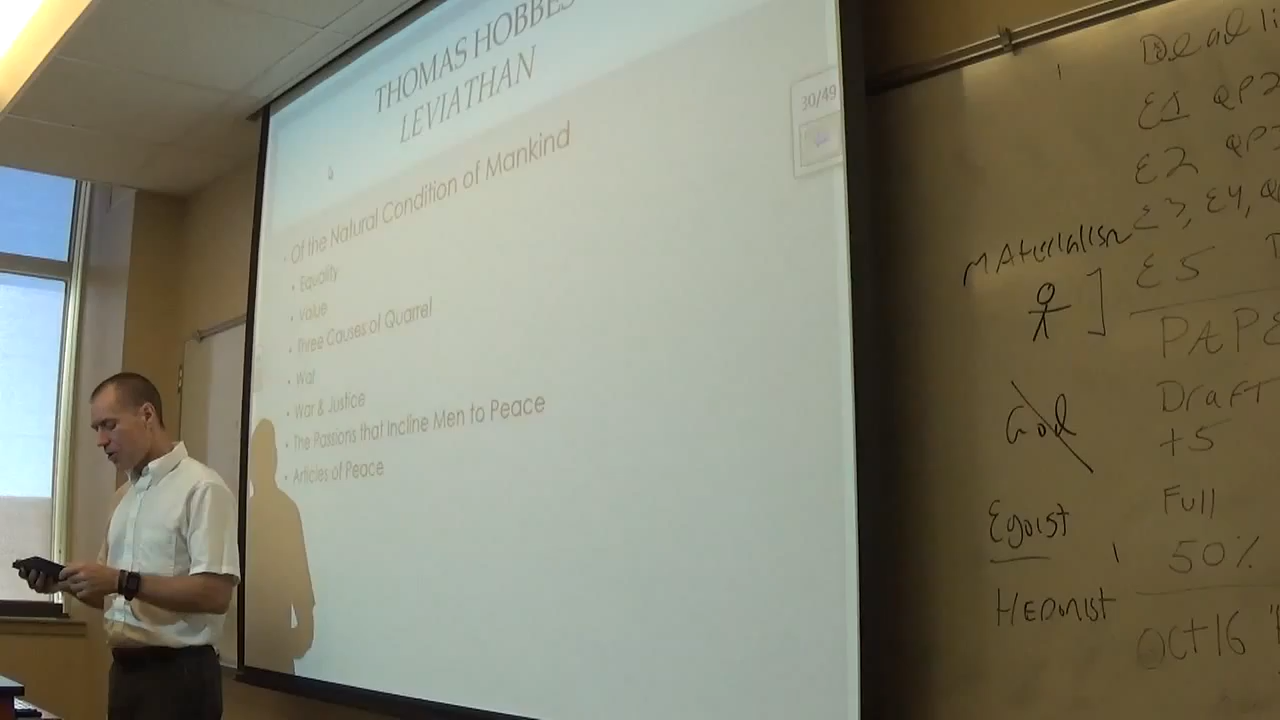 THOMAS HOBBES
LEVIATHAN
30/49
• Of the Natural Condition of Mankind
• Equality
• Value
• Three Causes of Quarrel
• War
• War & Justice
• The Passions that Incline Men to Peace
• Articles of Peace
Materialism
God
Egoist
Hedonist
E1 QP2
E2
E3, E4,
E5
Draft
+5
Full
50%
Oct 16